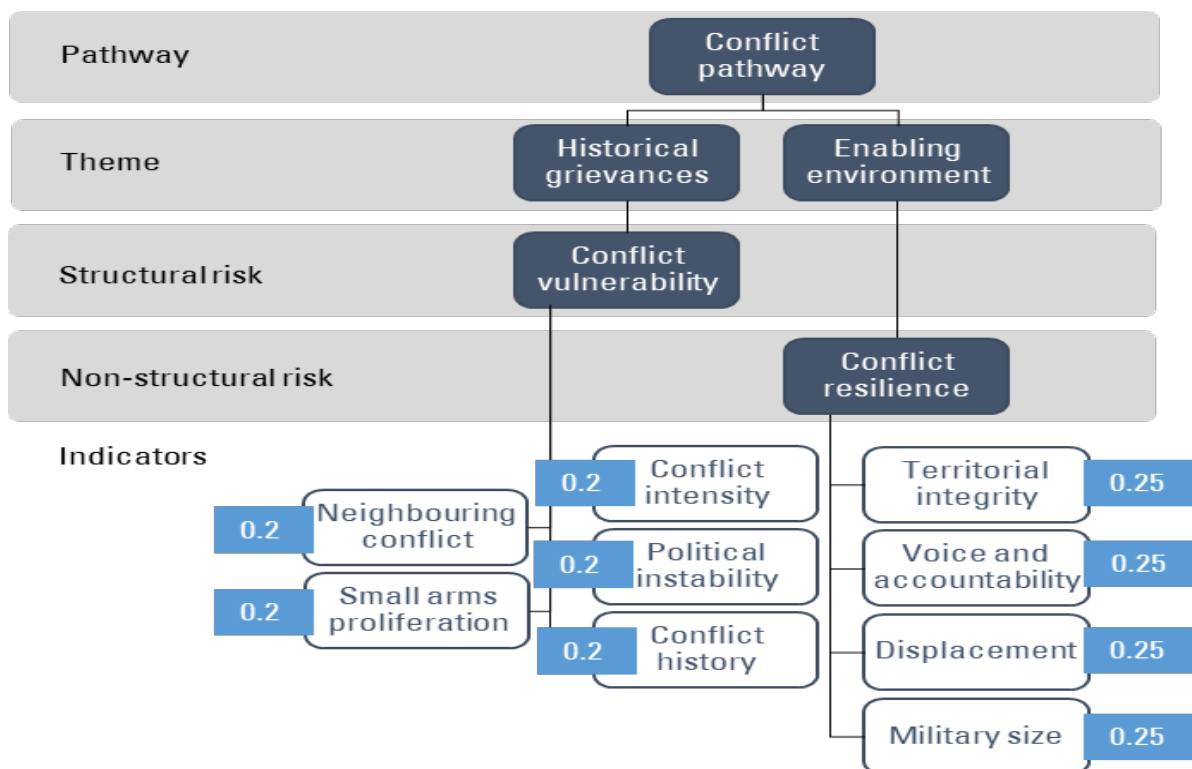 Pathway
Conflict
pathway
Theme
Historical
grievances
Enabling
environment
Structural risk
Conflict
vulnerability
Non-structural risk
Conflict
resilience
Indicators
0.2
Neighbouring
conflict
0.2
Small arms
proliferation
0.2
Conflict
intensity
0.2
Political
instability
0.2
Conflict
history
Territorial
integrity
0.25
Voice and
accountability
0.25
Displacement
0.25
Military size
0.25